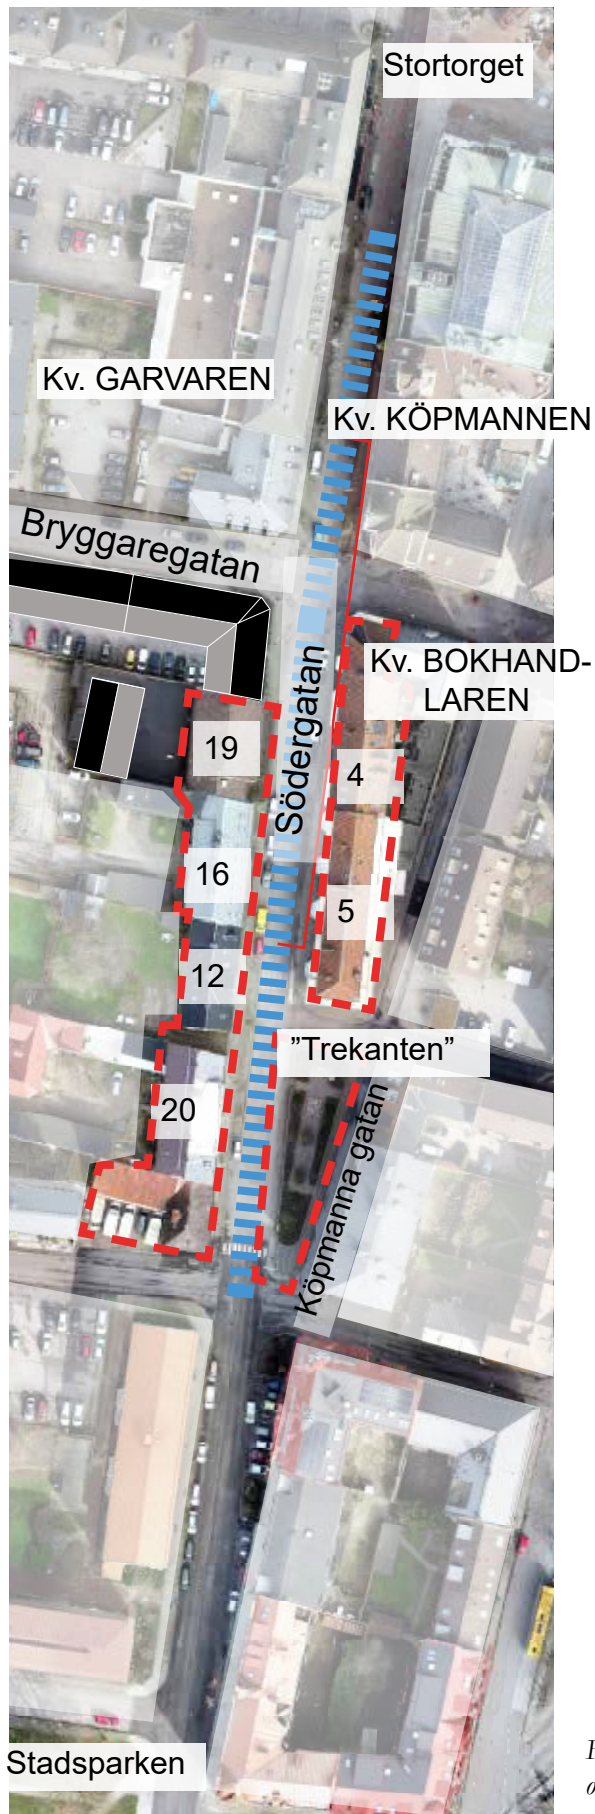 Stortorget
Kv. GARVAREN
Kv. KÖPMANNEN
Bryggaregatan
Kv. BOKHAND-
LAREN
Södergatan
19
4
16
5
12
"Trekanten"
20
Köpmanna gatan
Stadsparken